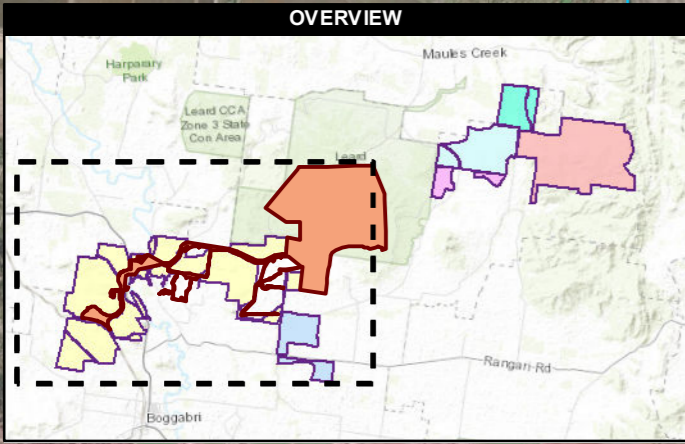 OVERVIEW
Maules Creek
Harparary
Park
Leard CCA
Zone 3 State
Con Area
Leard
Rangari Rd
Boggabri